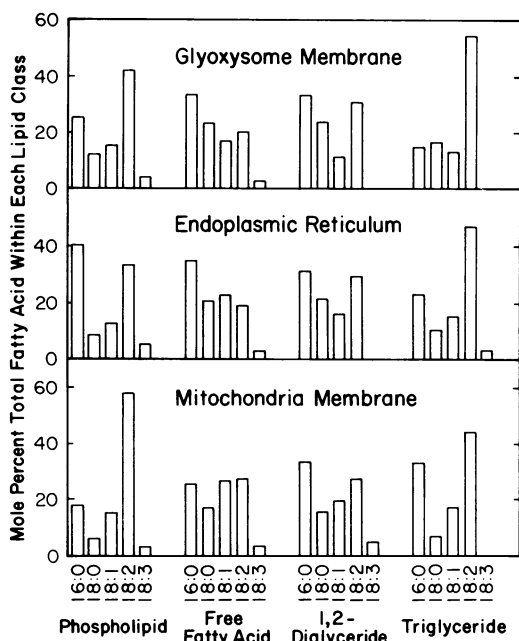 Mole Percent Total Fatty Acid Within Each Lipid Class
60
Glyoxysome Membrane
40
20
0
Endoplasmic Reticulum
40
20
0
60
Mitochondria Membrane
40
20
0
16:0 18:0 18:1 18:2 18:3 16:0 18:0 18:1 18:2 18:3 16:0 18:0 18:1 18:2 18:3 16:0 18:0 18:1 18:2 18:3
Phospholipid Free Fatty Acid 1,2- Diglyceride Triglyceride